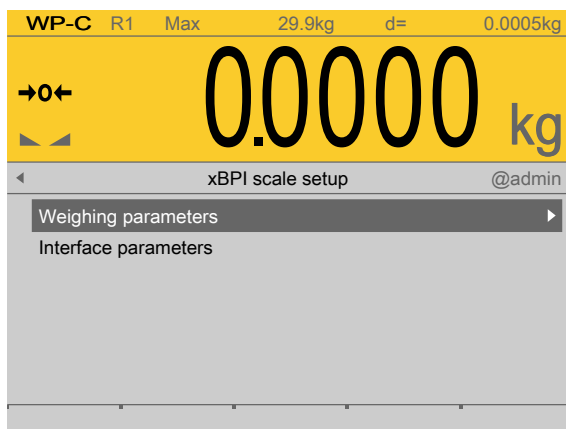 WP-C R1 Max 29.9kg d= 0.0005kg
→0← 0.0000 kg
xBPI scale setup @admin
Weighing parameters
Interface parameters